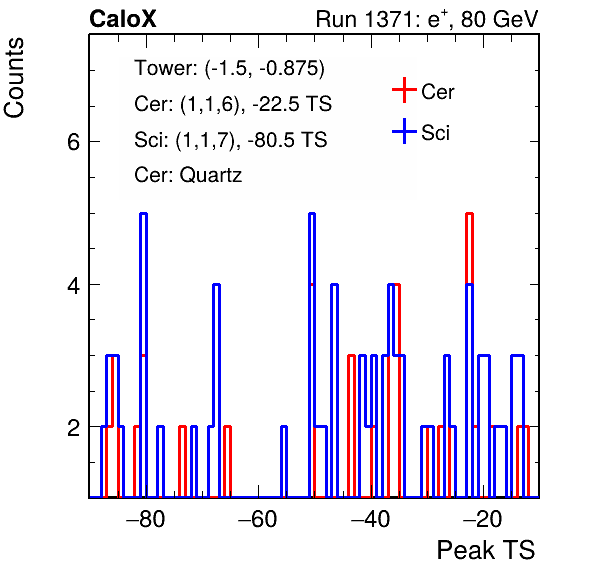 CaloX Run 1371: e⁺, 80 GeV
Counts
Tower: (-1.5, -0.875)
Cer: (1,1,6), -22.5 TS
Sci: (1,1,7), -80.5 TS
Cer: Quartz
Cer
Sci
6
4
2
−80 −60 −40 −20
Peak TS